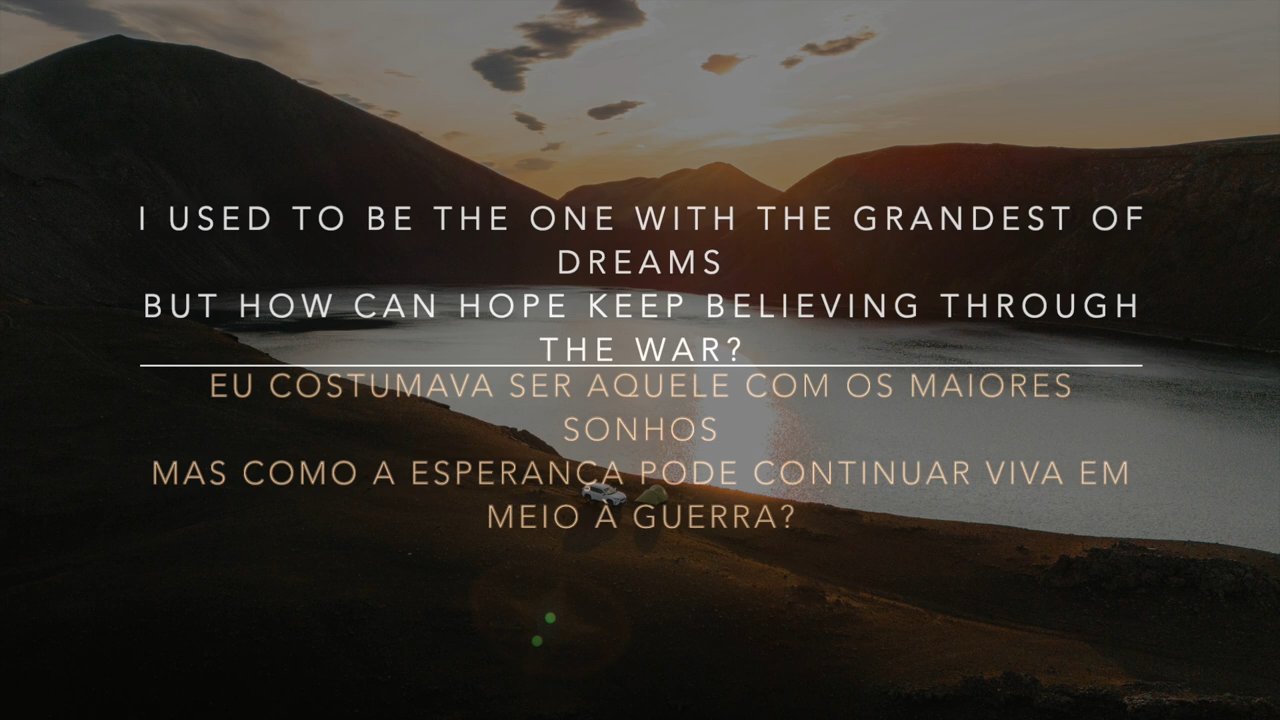 I USED TO BE THE ONE WITH THE GRANDEST OF
DREAMS
BUT HOW CAN HOPE KEEP BELIEVING THROUGH
THE WAR?
EU COSTUMAVA SER AQUELE COM OS MAIORES
SONHOS
MAS COMO A ESPERANÇA PODE CONTINUAR VIVA EM
MEIO À GUERRA?